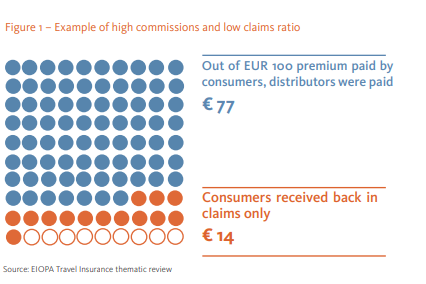 Figure 1 – Example of high commissions and low claims ratio
Out of EUR 100 premium paid by
consumers, distributors were paid
€ 77
Consumers received back in
claims only
€ 14
Source: EIOPA Travel Insurance thematic review